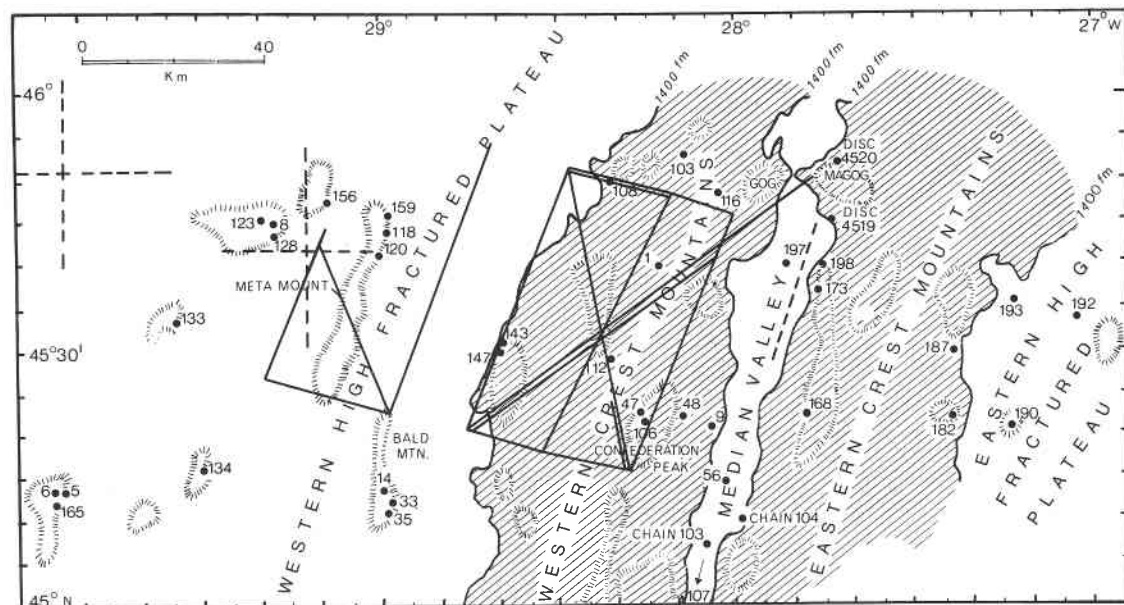 0 40
Km
29°
28°
27° W
46°
45° 30'
45° N
1400 fm
1400 fm
1400 fm
1400 fm
WESTERN HIGH FRACTURED PLATEAU
WESTERN CREST MOUNTAINS
MEDIAN VALLEY
EASTERN CREST MOUNTAINS
EASTERN HIGH
FRACTURED
PLATEAU
META MOUNT.
BALD
MTN.
CONFEDERATION
PEAK
GOG
MAGOG
DISC
4520
DISC
4519
CHAIN 103
CHAIN 104
156
123
8
128
159
118
120
133
134
6
5
165
14
33
35
103
108
116
1
143
147
112
47
106
48
9
56
107
197
198
173
168
193
192
187
182
190